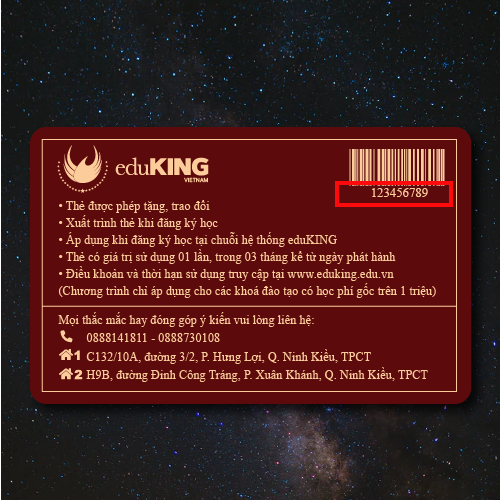 eduKING
VIETNAM
123456789
• Thẻ được phép tặng, trao đổi
• Xuất trình thẻ khi đăng ký học
• Áp dụng khi đăng ký học tại chuỗi hệ thống eduKING
• Thẻ có giá trị sử dụng 01 lần, trong 03 tháng kể từ ngày phát hành
• Điều khoản và thời hạn sử dụng truy cập tại www.eduking.edu.vn
(Chương trình chỉ áp dụng cho các khoá đào tạo có học phí gốc trên 1 triệu)
Mọi thắc mắc hay đóng góp ý kiến vui lòng liên hệ:
0888141811 - 0888730108
1 C132/10A, đường 3/2, P. Hưng Lợi, Q. Ninh Kiều, TPCT
2 H9B, đường Đinh Công Tráng, P. Xuân Khánh, Q. Ninh Kiều, TPCT